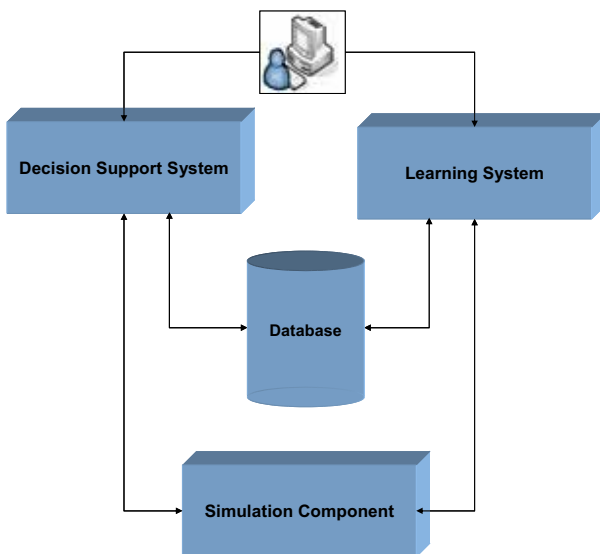 Decision Support System
Learning System
Database
Simulation Component